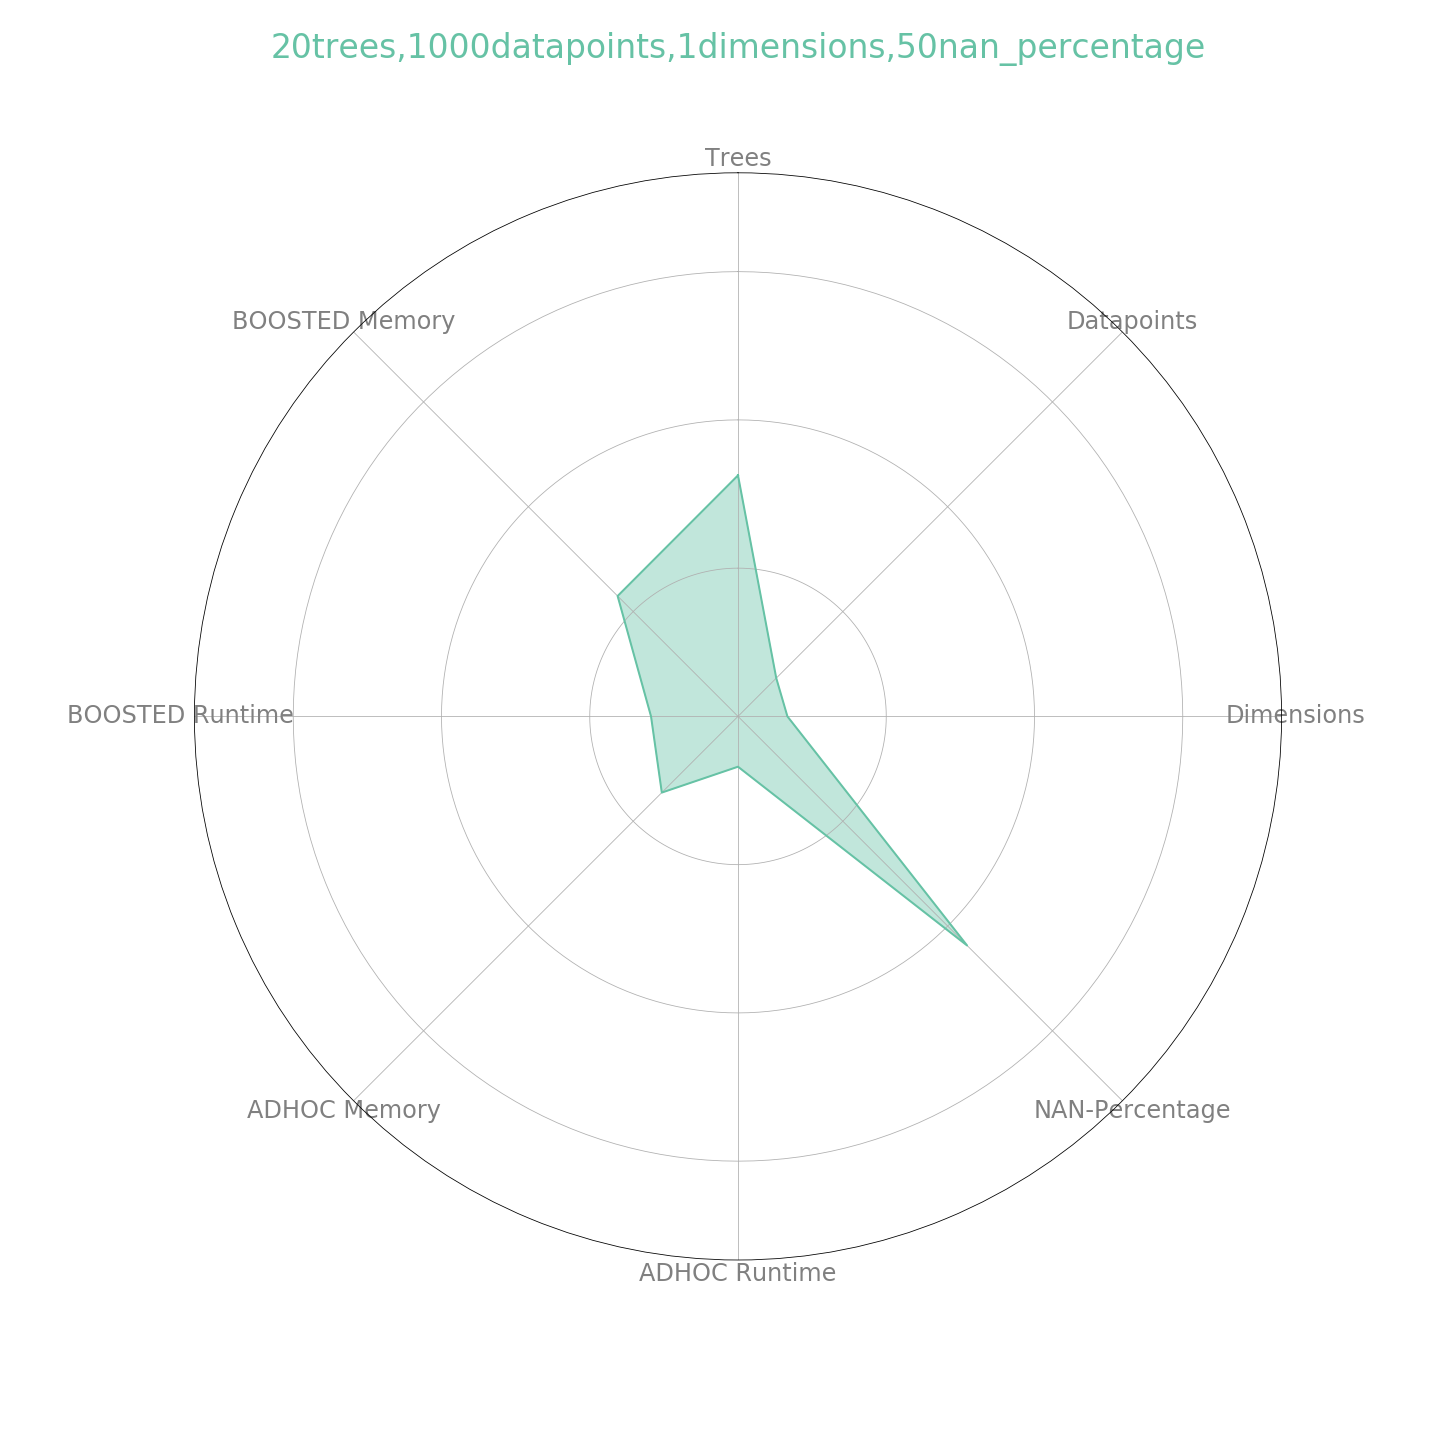 20trees,1000datapoints,1dimensions,50nan_percentage
Trees
BOOSTED Memory
Datapoints
BOOSTED Runtime
Dimensions
ADHOC Memory
NAN-Percentage
ADHOC Runtime